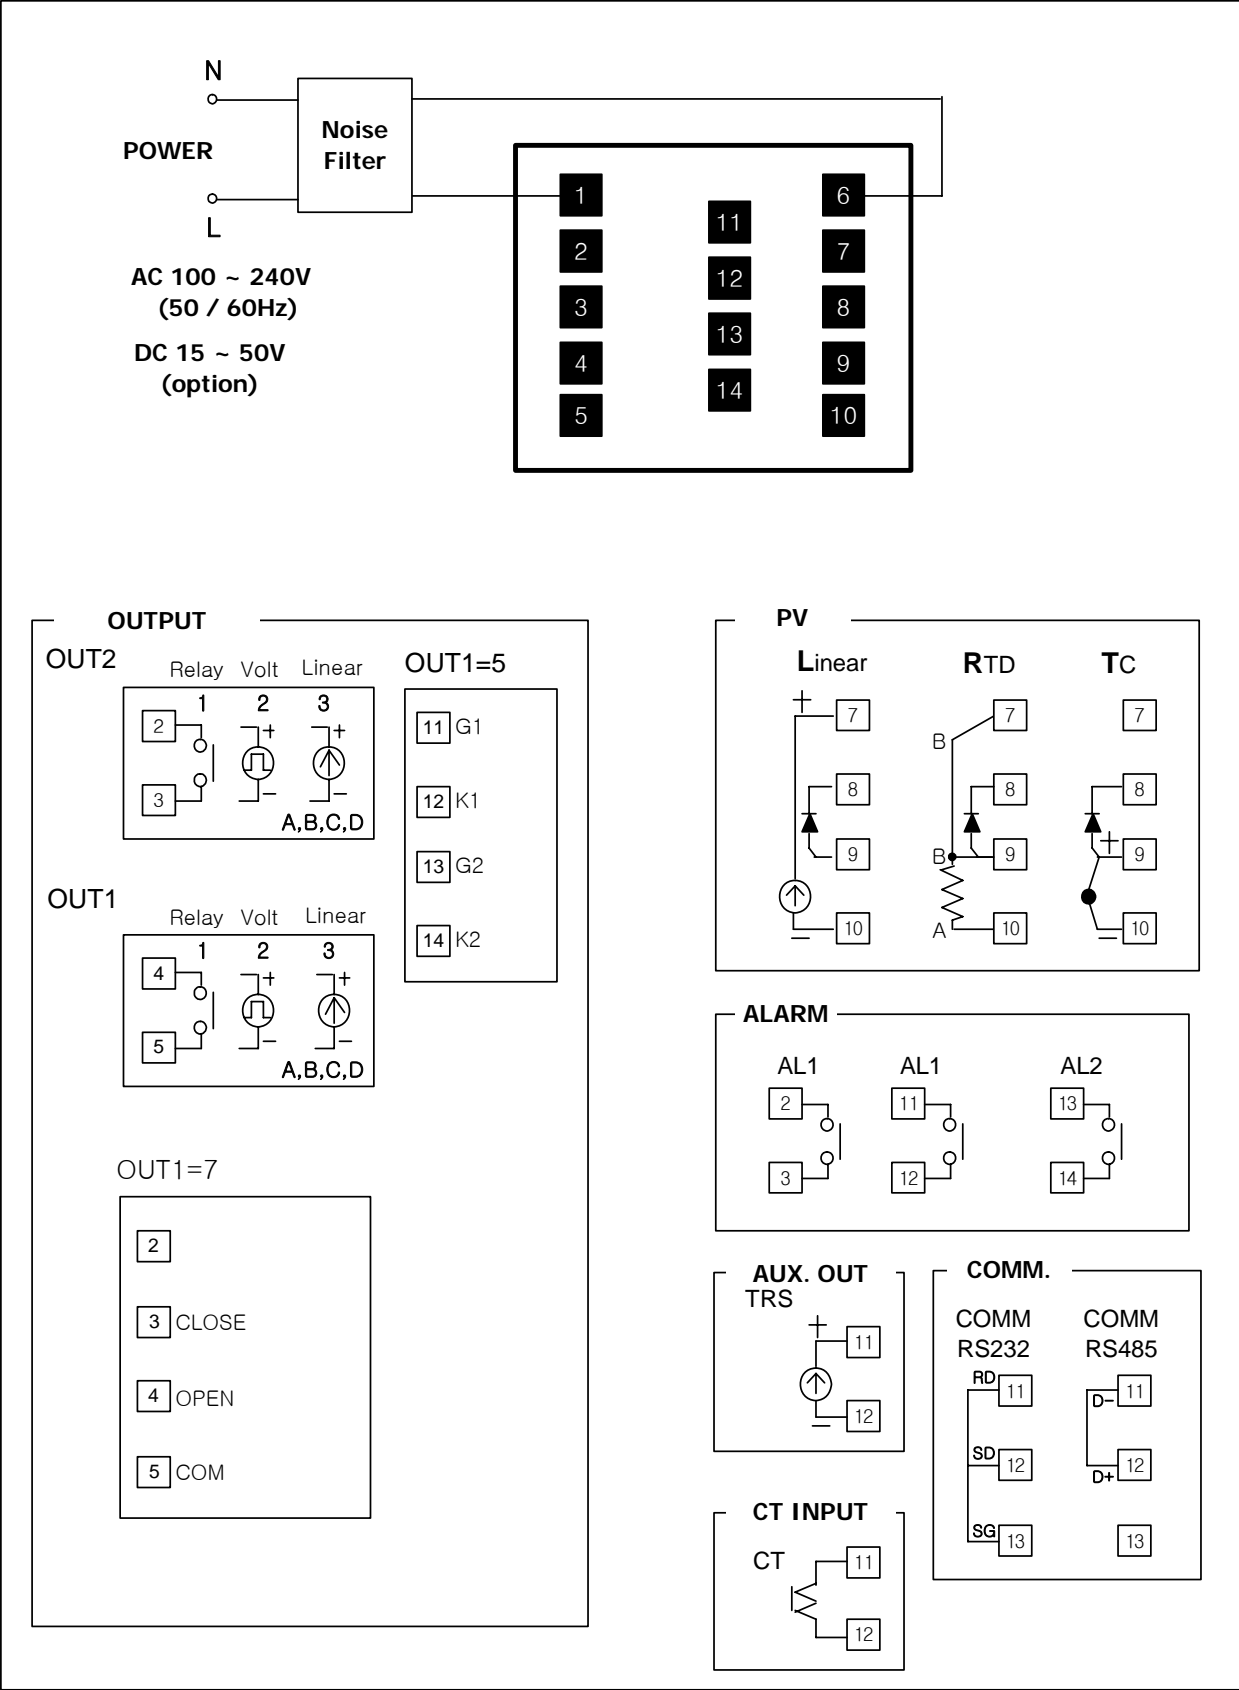 N
POWER
L
Noise
Filter
AC 100 ~ 240V
(50 / 60Hz)
DC 15 ~ 50V
(option)
1
2
3
4
5
11
12
13
14
6
7
8
9
10
OUTPUT
OUT2
Relay Volt Linear
1 2 3
2
3
+
−
+
−
A,B,C,D
OUT1
Relay Volt Linear
1 2 3
4
5
+
−
+
−
A,B,C,D
OUT1=5
11 G1
12 K1
13 G2
14 K2
OUT1=7
2
3 CLOSE
4 OPEN
5 COM
PV
Linear
+
7
8
9
10
−
RTD
7
B
8
B
9
A
10
TC
7
8
+
9
−
10
ALARM
AL1
2
3
AL1
11
12
AL2
13
14
AUX. OUT
TRS
+
11
12
−
COMM.
COMM
RS232
RD 11
SD 12
SG 13
COMM
RS485
D− 11
D+ 12
13
CT INPUT
CT
11
12